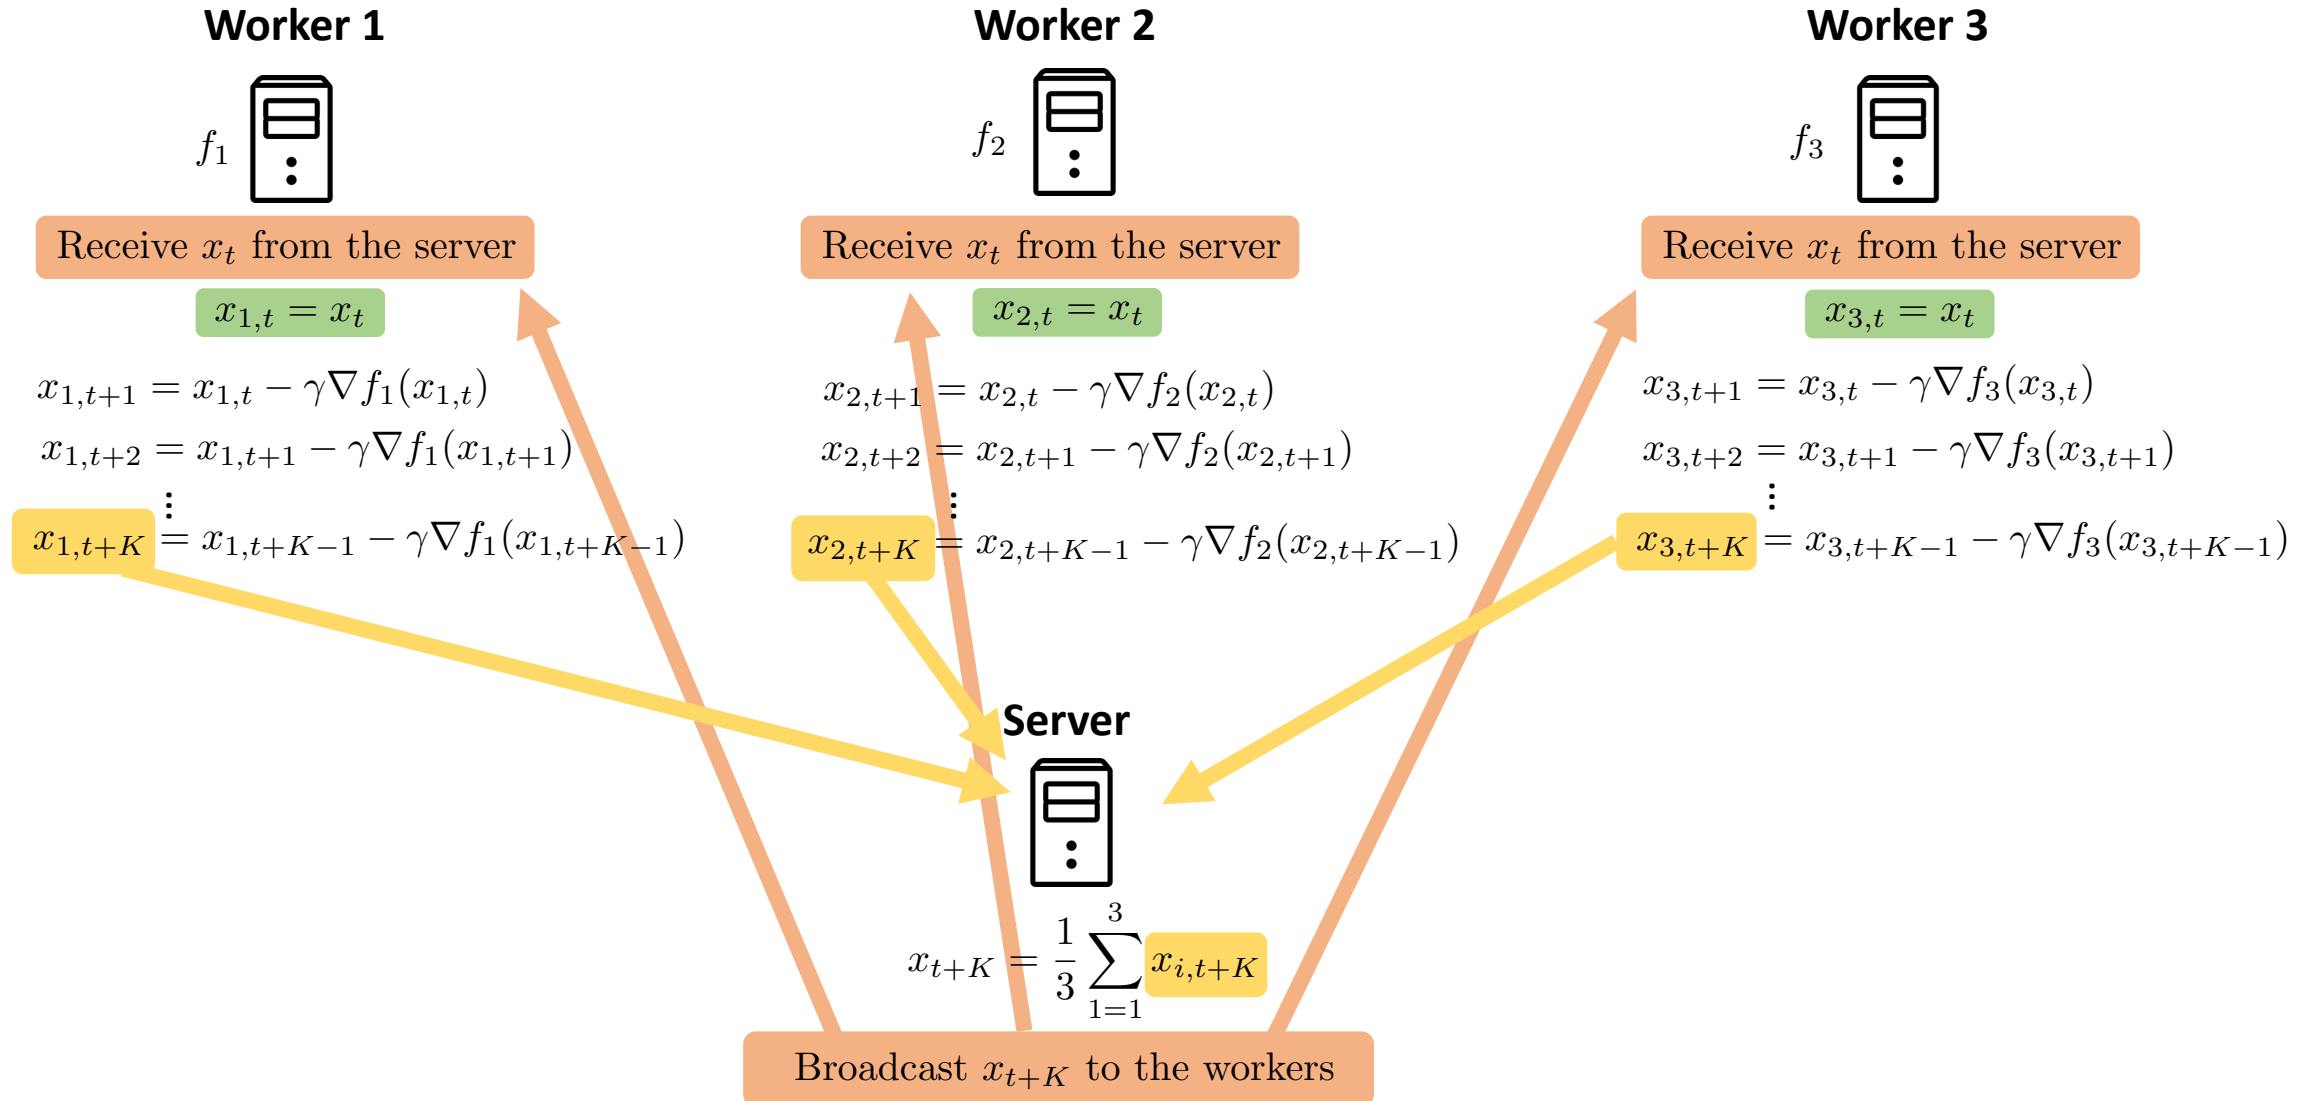 Worker 1
f_1
Receive x_t from the server
x_{1,t} = x_t
x_{1,t+1} = x_{1,t} − γ∇f_1(x_{1,t})
x_{1,t+2} = x_{1,t+1} − γ∇f_1(x_{1,t+1})
⋮
x_{1,t+K} = x_{1,t+K−1} − γ∇f_1(x_{1,t+K−1})
Worker 2
f_2
Receive x_t from the server
x_{2,t} = x_t
x_{2,t+1} = x_{2,t} − γ∇f_2(x_{2,t})
x_{2,t+2} = x_{2,t+1} − γ∇f_2(x_{2,t+1})
⋮
x_{2,t+K} = x_{2,t+K−1} − γ∇f_2(x_{2,t+K−1})
Worker 3
f_3
Receive x_t from the server
x_{3,t} = x_t
x_{3,t+1} = x_{3,t} − γ∇f_3(x_{3,t})
x_{3,t+2} = x_{3,t+1} − γ∇f_3(x_{3,t+1})
⋮
x_{3,t+K} = x_{3,t+K−1} − γ∇f_3(x_{3,t+K−1})
Server
x_{t+K} = \frac{1}{3} \sum_{1=1}^{3} x_{i,t+K}
Broadcast x_{t+K} to the workers